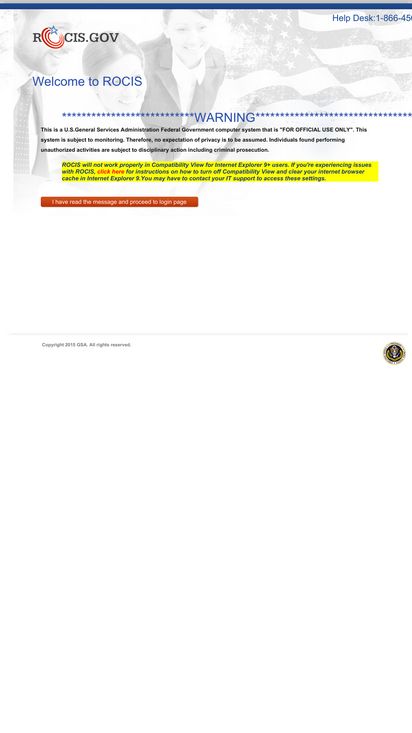 Help Desk:1-866-450
ROCIS.GOV
Welcome to ROCIS
***************************WARNING*********************************
This is a U.S.General Services Administration Federal Government computer system that is "FOR OFFICIAL USE ONLY". This
system is subject to monitoring. Therefore, no expectation of privacy is to be assumed. Individuals found performing
unauthorized activities are subject to disciplinary action including criminal prosecution.
ROCIS will not work properly in Compatibility View for Internet Explorer 9+ users. If you're experiencing issues
with ROCIS, click here for instructions on how to turn off Compatibility View and clear your internet browser
cache in Internet Explorer 9.You may have to contact your IT support to access these settings.
I have read the message and proceed to login page
Copyright 2015 GSA. All rights reserved.